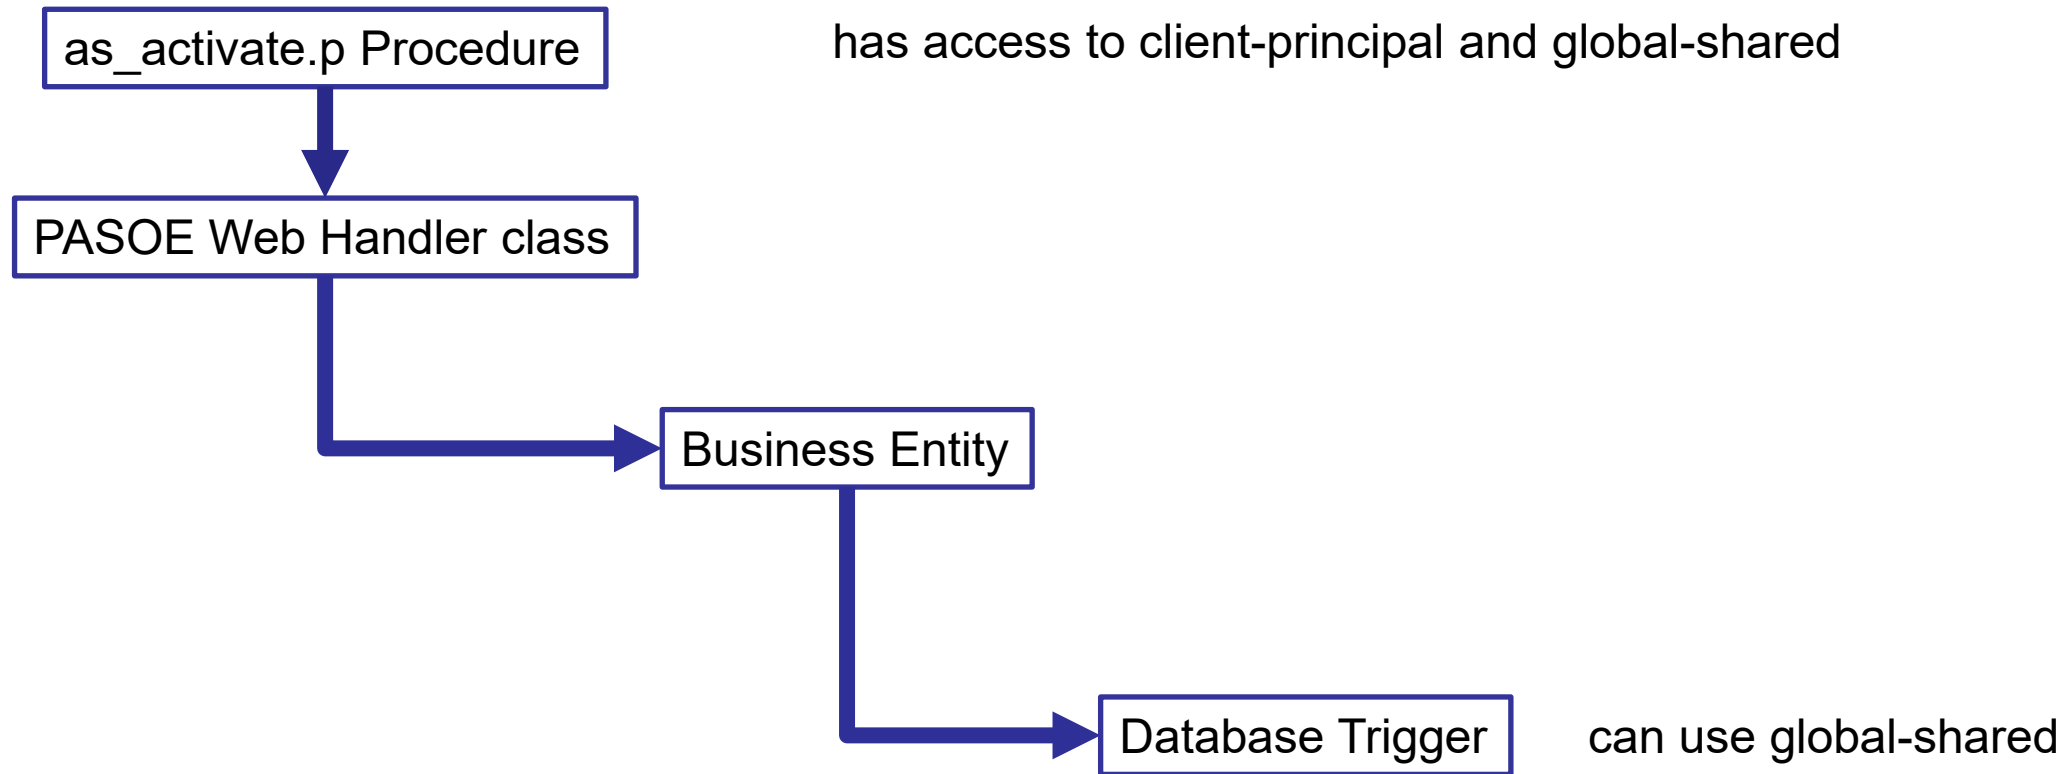 as_activate.p Procedure
has access to client-principal and global-shared
PASOE Web Handler class
Business Entity
Database Trigger
can use global-shared